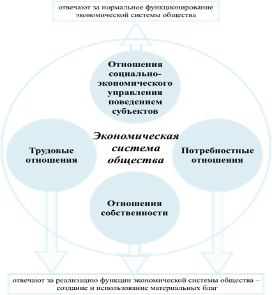 отвечают за нормальное функционирование
экономической системы общества
Отношения
социально-
экономического
управления
поведением
субъектов
Трудовые
отношения
Экономическая
система
общества
Потребностные
отношения
Отношения
собственности
отвечают за реализацию функции экономической системы общества –
создание и использование материальных благ